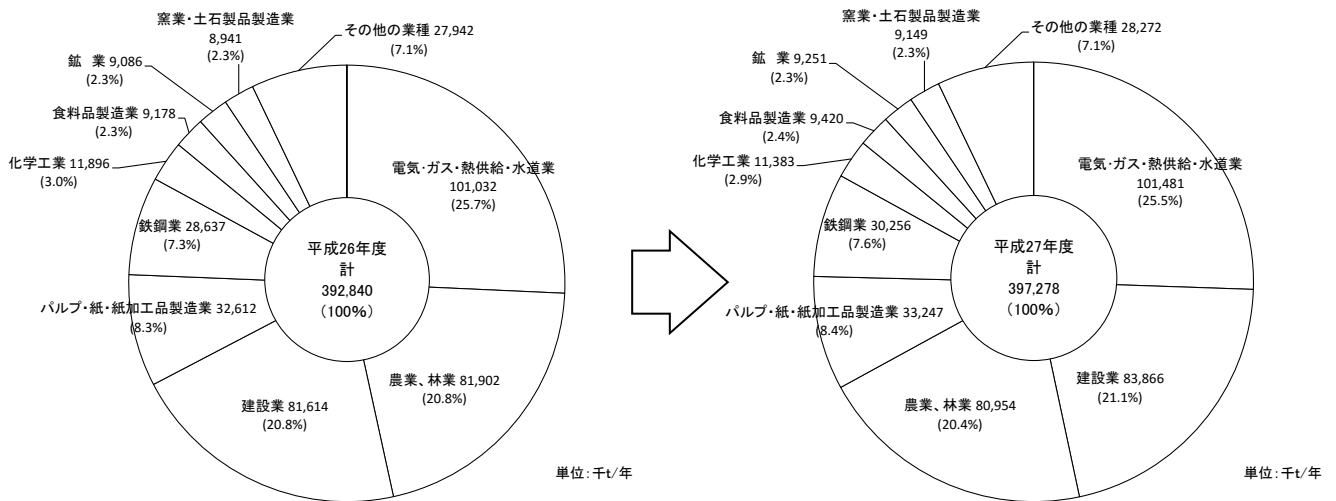 窯業・土石製品製造業
8,941
(2.3%)
その他の業種 27,942
(7.1%)
鉱　業 9,086
(2.3%)
食料品製造業 9,178
(2.3%)
化学工業 11,896
(3.0%)
鉄鋼業 28,637
(7.3%)
パルプ・紙・紙加工品製造業 32,612
(8.3%)
建設業 81,614
(20.8%)
農業、林業 81,902
(20.8%)
電気・ガス・熱供給・水道業
101,032
(25.7%)
平成26年度
計
392,840
(100%)
単位：千t/年
窯業・土石製品製造業
9,149
(2.3%)
その他の業種 28,272
(7.1%)
鉱　業 9,251
(2.3%)
食料品製造業 9,420
(2.4%)
化学工業 11,383
(2.9%)
鉄鋼業 30,256
(7.6%)
パルプ・紙・紙加工品製造業 33,247
(8.4%)
農業、林業 80,954
(20.4%)
建設業 83,866
(21.1%)
電気・ガス・熱供給・水道業
101,481
(25.5%)
平成27年度
計
397,278
(100%)
単位：千t/年